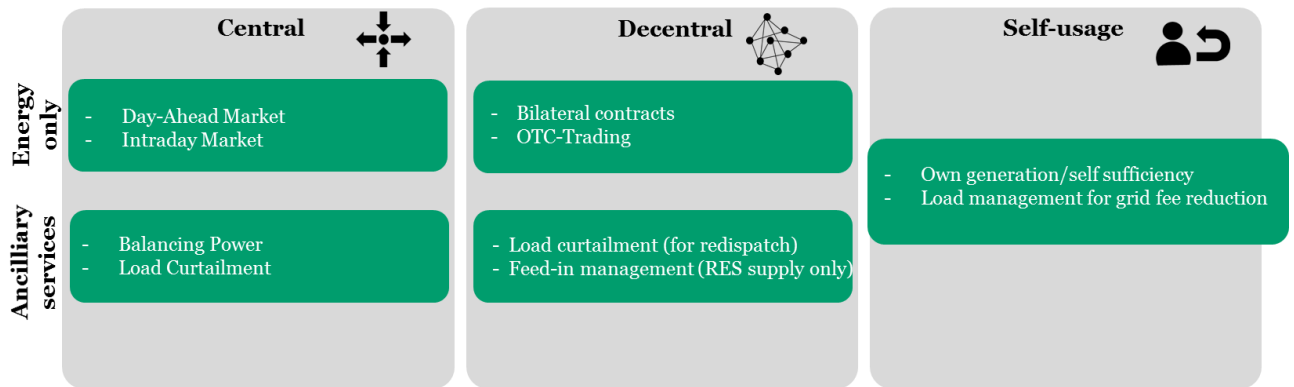 Central
Decentral
Self-usage
Energy
only
- Day-Ahead Market
- Intraday Market
- Bilateral contracts
- OTC-Trading
- Own generation/self sufficiency
- Load management for grid fee reduction
Ancilliary
services
- Balancing Power
- Load Curtailment
- Load curtailment (for redispatch)
- Feed-in management (RES supply only)